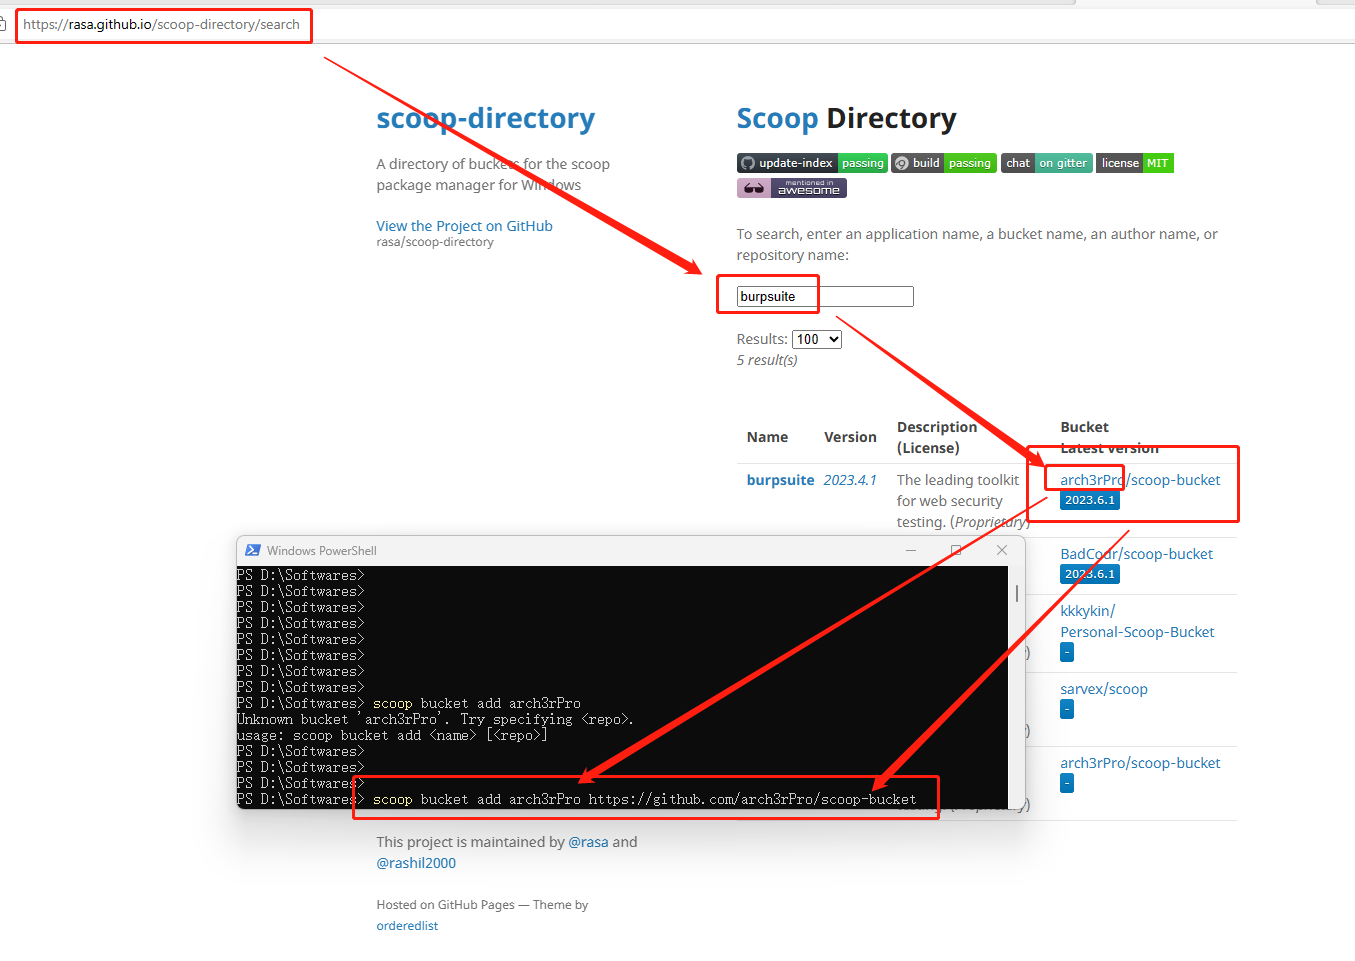 https://rasa.github.io/scoop-directory/search
scoop-directory
A directory of buckets for the scoop
package manager for Windows
View the Project on GitHub
rasa/scoop-directory
Scoop Directory
update-index passing build passing chat on gitter license MIT
mentioned in
awesome
To search, enter an application name, a bucket name, an author name, or
repository name:
burpsuite
Results: 100
5 result(s)
Name Version Description
(License) Bucket
Latest version
burpsuite 2023.4.1 The leading toolkit
for web security
testing. (Proprietary)
arch3rPro/scoop-bucket
2023.6.1
BadCodr/scoop-bucket
2023.6.1
kkkykin/
Personal-Scoop-Bucket
-
sarvex/scoop
-
arch3rPro/scoop-bucket
-
Windows PowerShell
PS D:\Softwares>
PS D:\Softwares>
PS D:\Softwares>
PS D:\Softwares>
PS D:\Softwares>
PS D:\Softwares>
PS D:\Softwares>
PS D:\Softwares>
PS D:\Softwares> scoop bucket add arch3rPro
Unknown bucket 'arch3rPro'. Try specifying <repo>.
usage: scoop bucket add <name> [<repo>]
PS D:\Softwares>
PS D:\Softwares>
PS D:\Softwares>
PS D:\Softwares> scoop bucket add arch3rPro https://github.com/arch3rPro/scoop-bucket
This project is maintained by @rasa and
@rashil2000
Hosted on GitHub Pages — Theme by
orderedlist